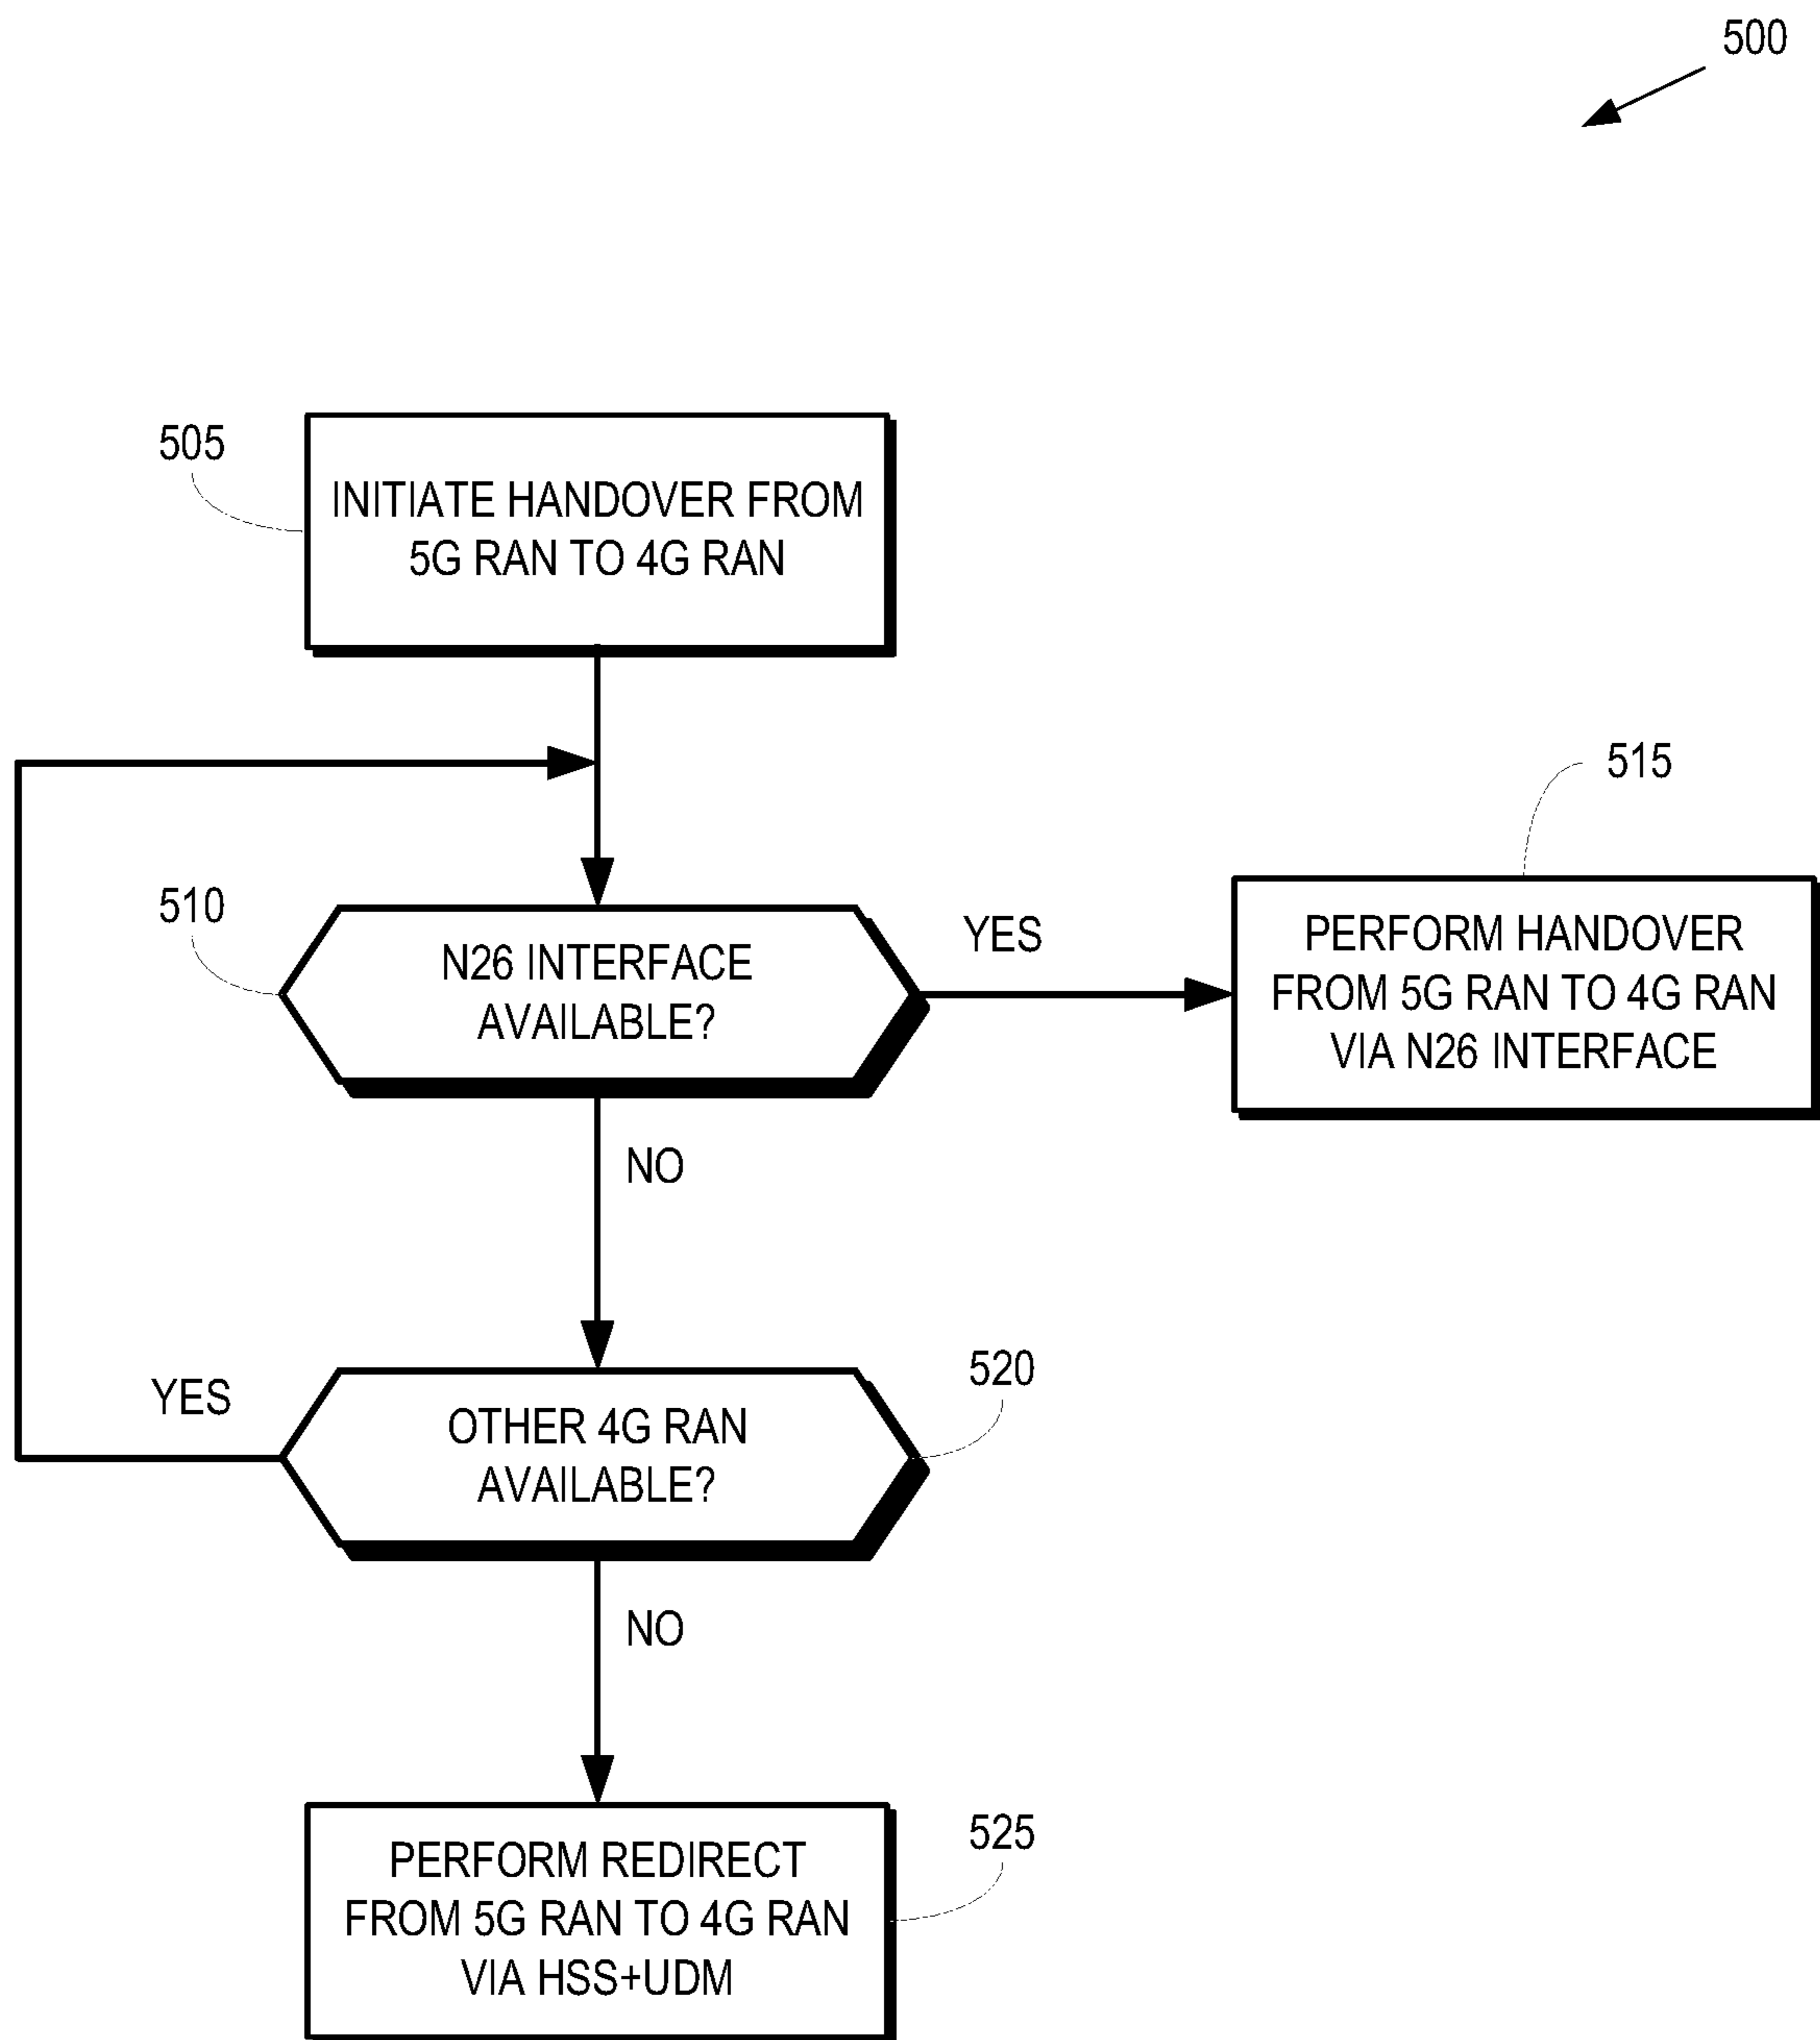 500
505
INITIATE HANDOVER FROM
5G RAN TO 4G RAN
515
510
N26 INTERFACE
AVAILABLE?
YES
PERFORM HANDOVER
FROM 5G RAN TO 4G RAN
VIA N26 INTERFACE
NO
520
YES
OTHER 4G RAN
AVAILABLE?
NO
525
PERFORM REDIRECT
FROM 5G RAN TO 4G RAN
VIA HSS+UDM